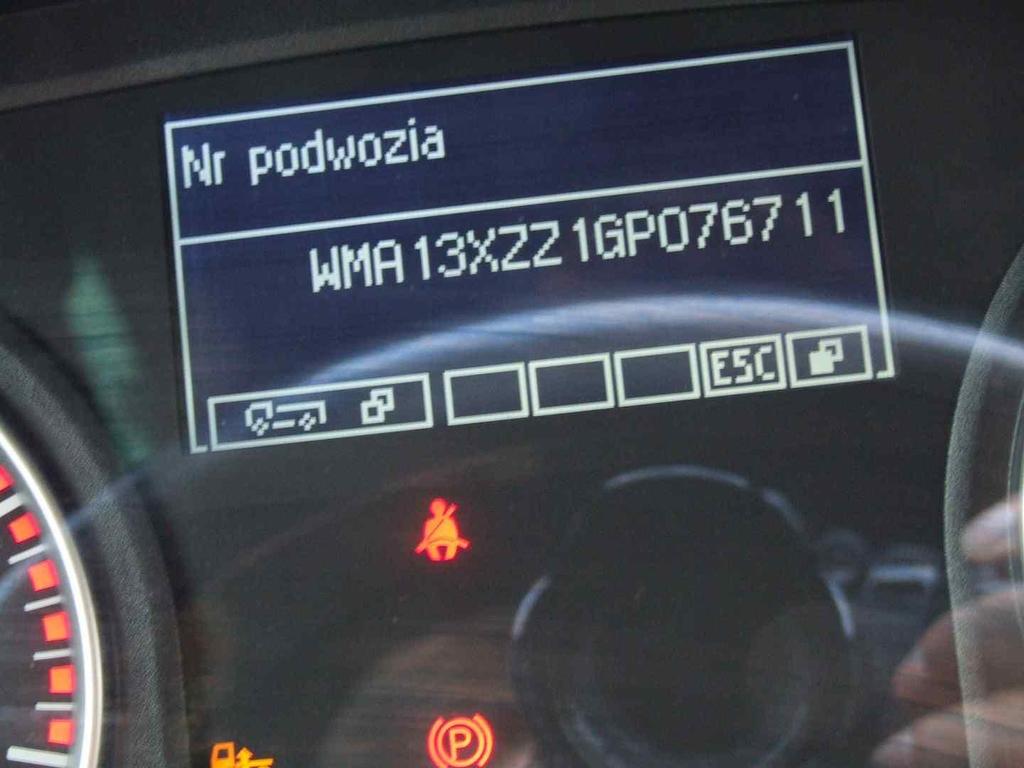 Nr podwozia
WMA13XZZ1GP076711
ESC
P